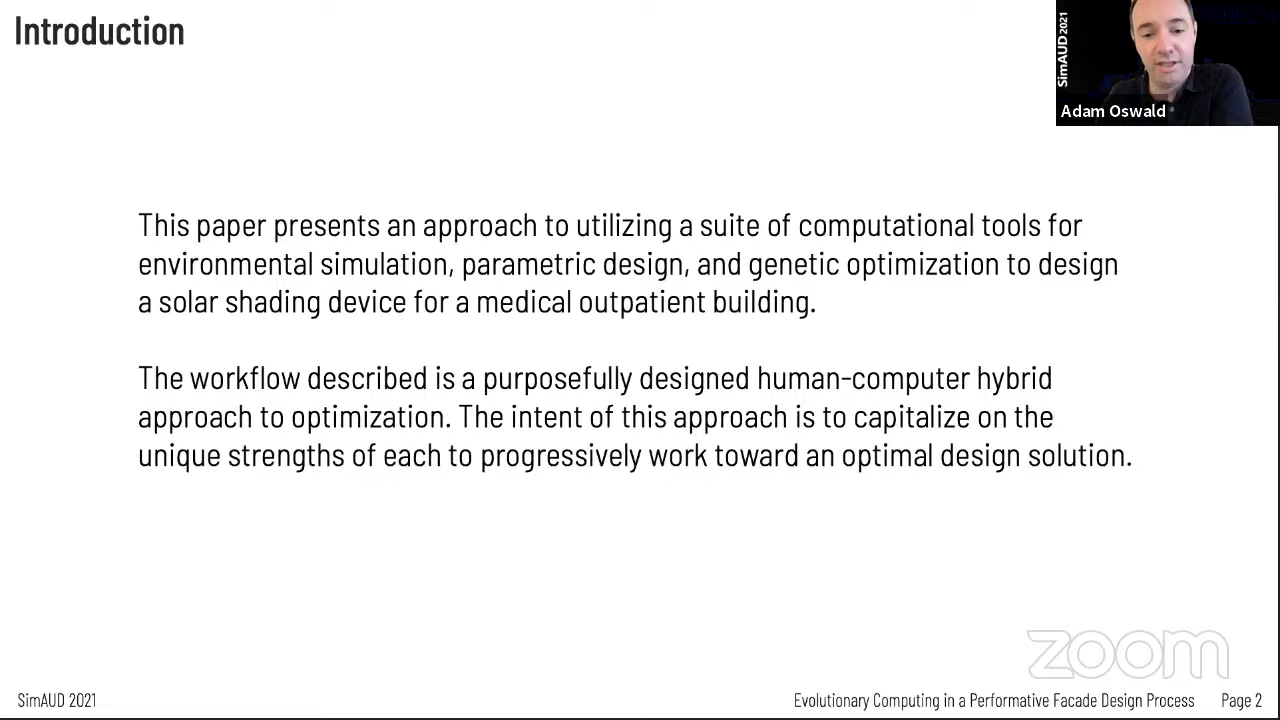 Introduction
SimAUD 2021
Adam Oswald
This paper presents an approach to utilizing a suite of computational tools for
environmental simulation, parametric design, and genetic optimization to design
a solar shading device for a medical outpatient building.
The workflow described is a purposefully designed human-computer hybrid
approach to optimization. The intent of this approach is to capitalize on the
unique strengths of each to progressively work toward an optimal design solution.
zoom
SimAUD 2021
Evolutionary Computing in a Performative Facade Design Process
Page 2